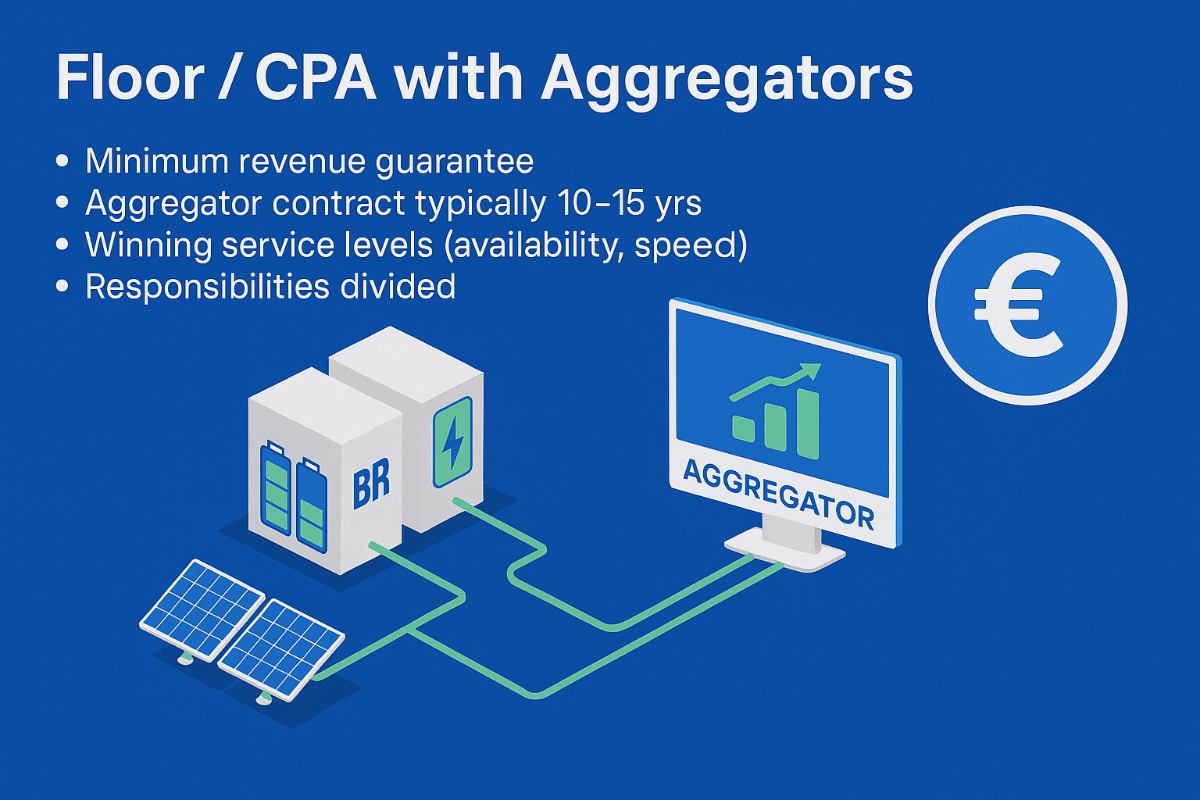 Floor / CPA with Aggregators
• Minimum revenue guarantee
• Aggregator contract typically 10–15 yrs
• Winning service levels (availability, speed)
• Responsibilities divided
€
BR
AGGREGATOR